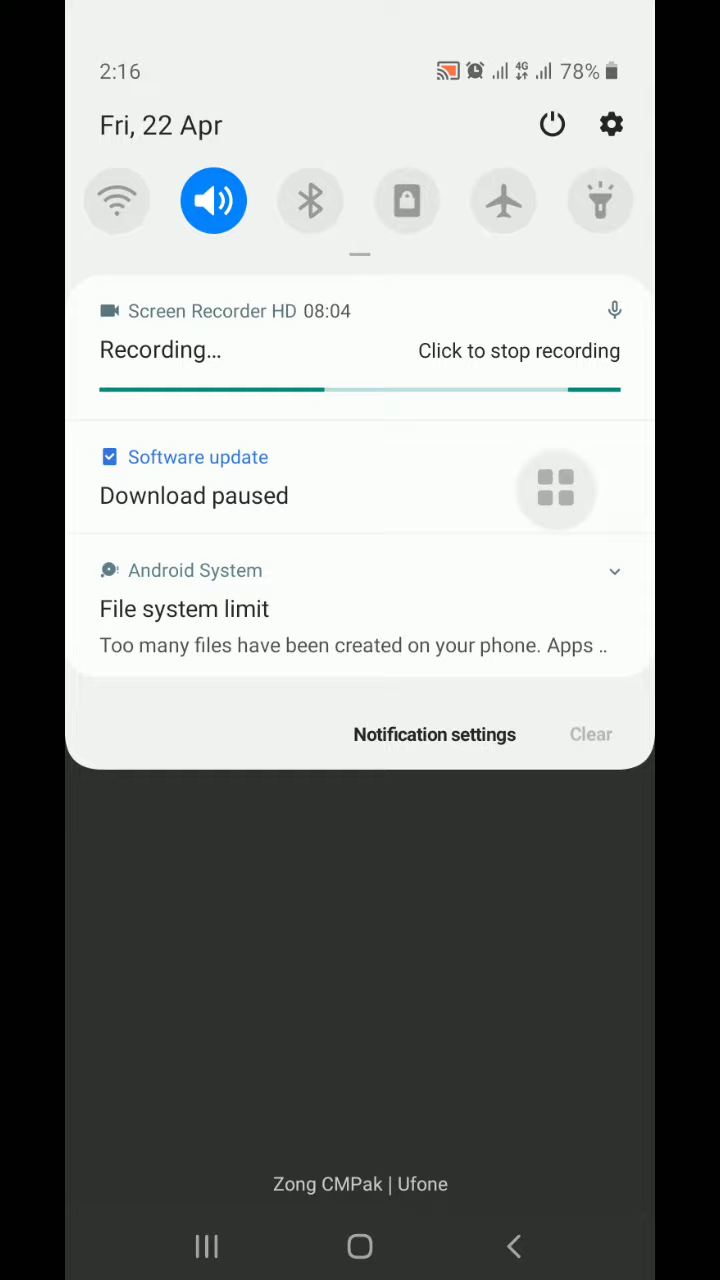 2:16
4G
78%
Fri, 22 Apr
Screen Recorder HD 08:04
Recording...
Click to stop recording
Software update
Download paused
Android System
File system limit
Too many files have been created on your phone. Apps ..
Notification settings
Clear
Zong CMPak | Ufone